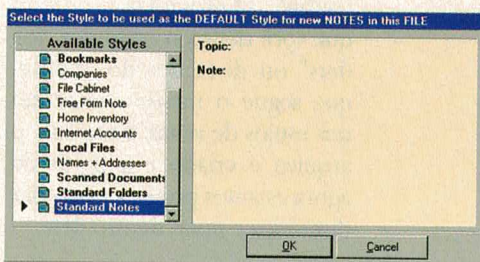 Select the Style to be used as the DEFAULT Style for new NOTES in this FILE
Available Styles
Bookmarks
Companies
File Cabinet
Free Form Note
Home Inventory
Internet Accounts
Local Files
Names + Addresses
Scanned Documents
Standard Folders
Standard Notes
Topic:
Note:
OK
Cancel